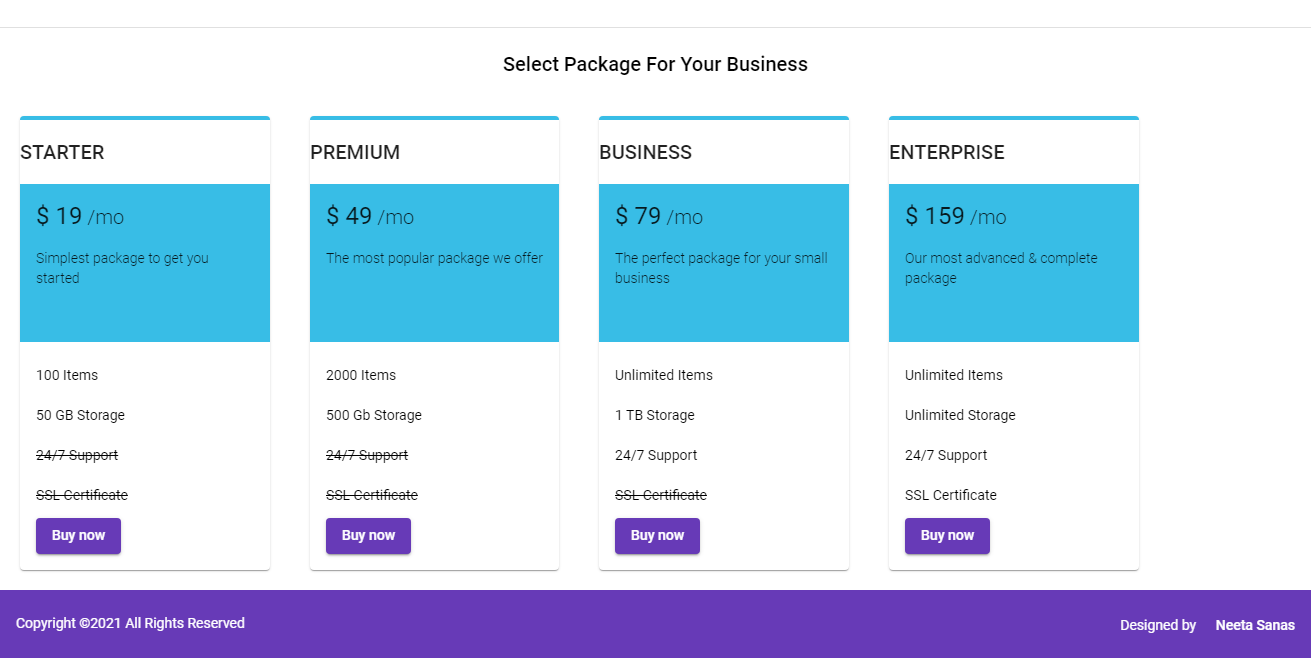 Select Package For Your Business
STARTER
$ 19 /mo
Simplest package to get you
started
100 Items
50 GB Storage
24/7 Support
SSL Certificate
Buy now
PREMIUM
$ 49 /mo
The most popular package we offer
2000 Items
500 Gb Storage
24/7 Support
SSL Certificate
Buy now
BUSINESS
$ 79 /mo
The perfect package for your small
business
Unlimited Items
1 TB Storage
24/7 Support
SSL Certificate
Buy now
ENTERPRISE
$ 159 /mo
Our most advanced & complete
package
Unlimited Items
Unlimited Storage
24/7 Support
SSL Certificate
Buy now
Copyright ©2021 All Rights Reserved
Designed by Neeta Sanas